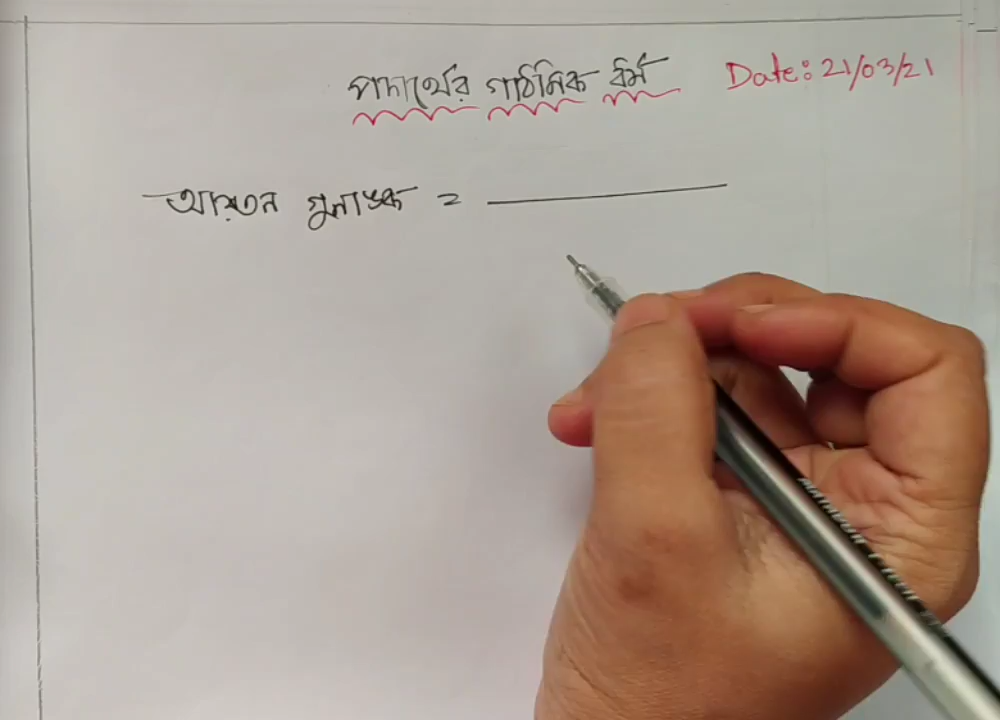 পদার্থের গাঠনিক ধর্ম Date: 21/03/21
আয়তন গুনাঙ্ক =